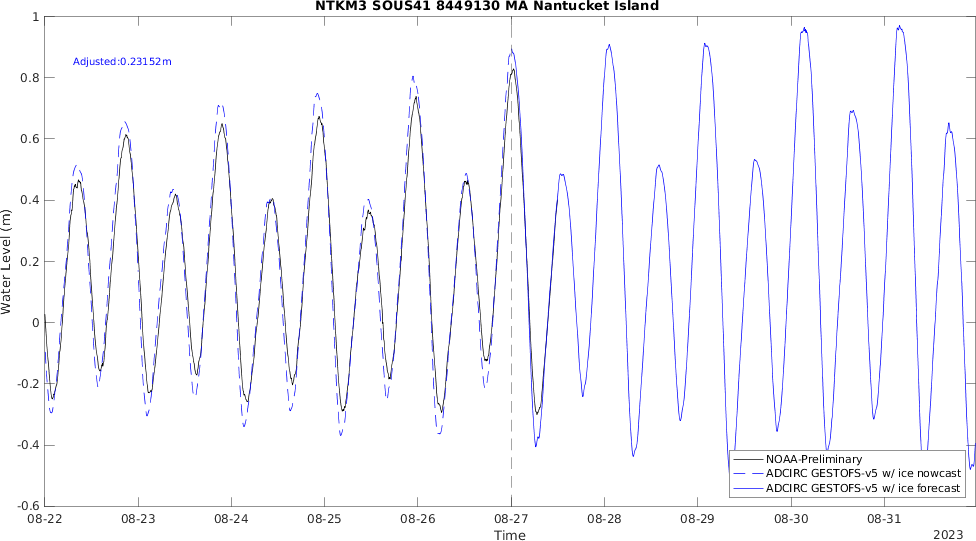 NTKM3 SOUS41 8449130 MA Nantucket Island
Adjusted:0.23152m
1
0.8
0.6
0.4
0.2
0
-0.2
-0.4
-0.6
Water Level (m)
NOAA-Preliminary
ADCIRC GESTOFS-v5 w/ ice nowcast
ADCIRC GESTOFS-v5 w/ ice forecast
08-22 08-23 08-24 08-25 08-26 08-27 08-28 08-29 08-30 08-31
Time
2023